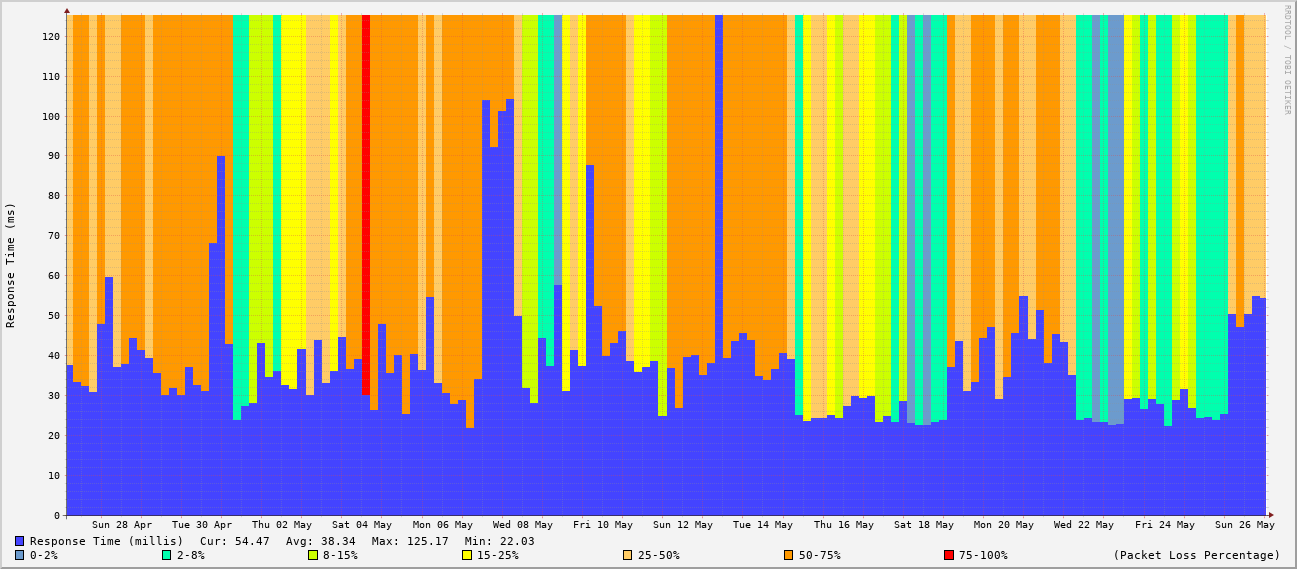 RRDTOOL / TOBI OETIKER
Response Time (ms)
120
110
100
90
80
70
60
50
40
30
20
10
0
Sun 28 Apr Tue 30 Apr Thu 02 May Sat 04 May Mon 06 May Wed 08 May Fri 10 May Sun 12 May Tue 14 May Thu 16 May Sat 18 May Mon 20 May Wed 22 May Fri 24 May Sun 26 May
Response Time (millis) Cur: 54.47 Avg: 38.34 Max: 125.17 Min: 22.03
0-2% 2-8% 8-15% 15-25% 25-50% 50-75% 75-100% (Packet Loss Percentage)